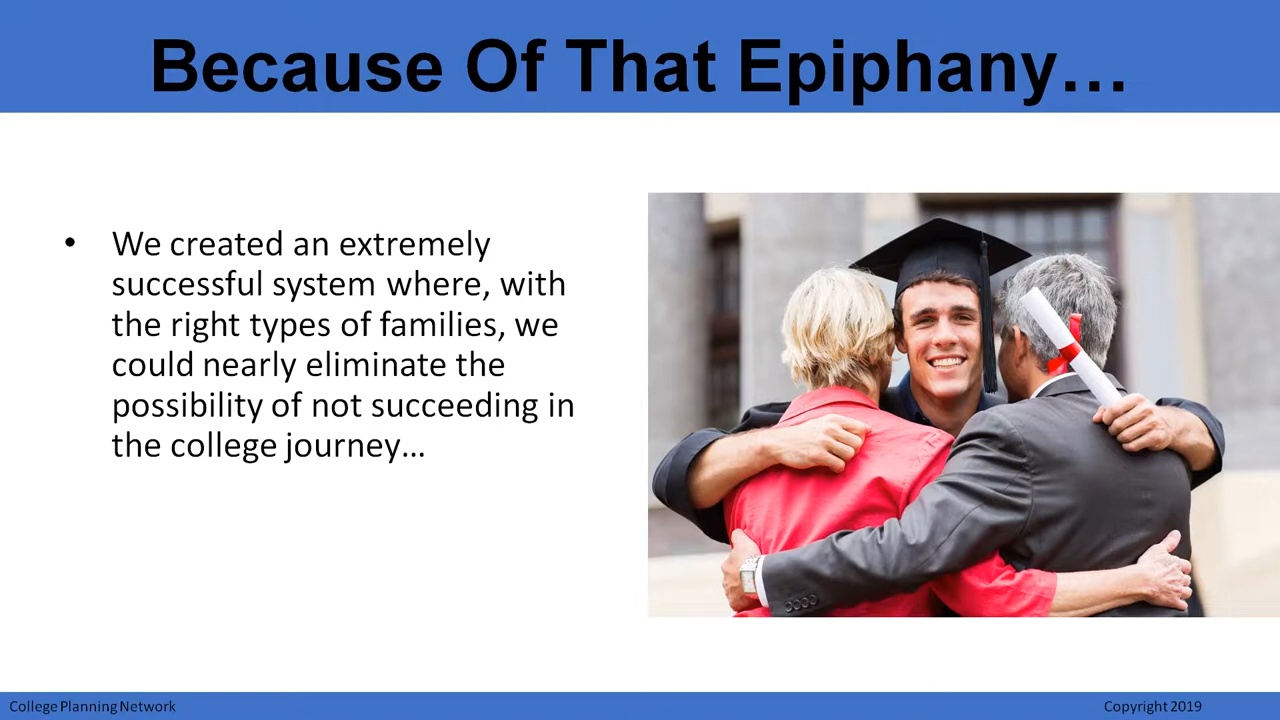 Because Of That Epiphany…
• We created an extremely
successful system where, with
the right types of families, we
could nearly eliminate the
possibility of not succeeding in
the college journey…
College Planning Network
Copyright 2019